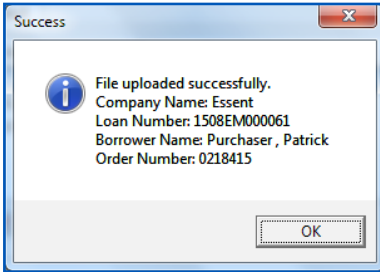 Success
File uploaded successfully.
Company Name: Essent
Loan Number: 1508EM000061
Borrower Name: Purchaser , Patrick
Order Number: 0218415
OK